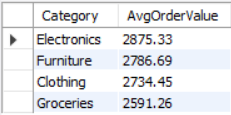 Category AvgOrderValue
Electronics 2875.33
Furniture 2786.69
Clothing 2734.45
Groceries 2591.26